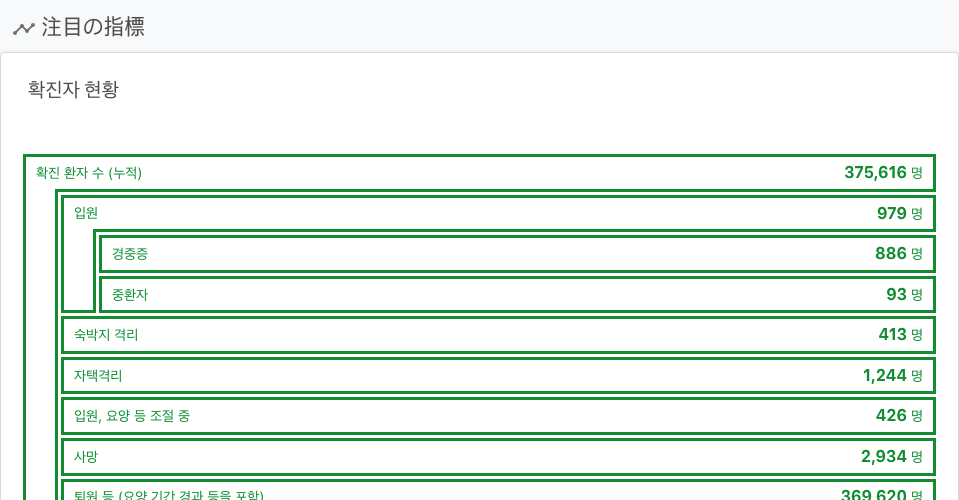 注目の指標
확진자 현황
확진 환자 수 (누적) 375,616 명
입원 979 명
경중증 886 명
중환자 93 명
숙박지 격리 413 명
자택격리 1,244 명
입원, 요양 등 조절 중 426 명
사망 2,934 명
퇴원 등 (요양 기간 경과 등을 포함) 369,620 명